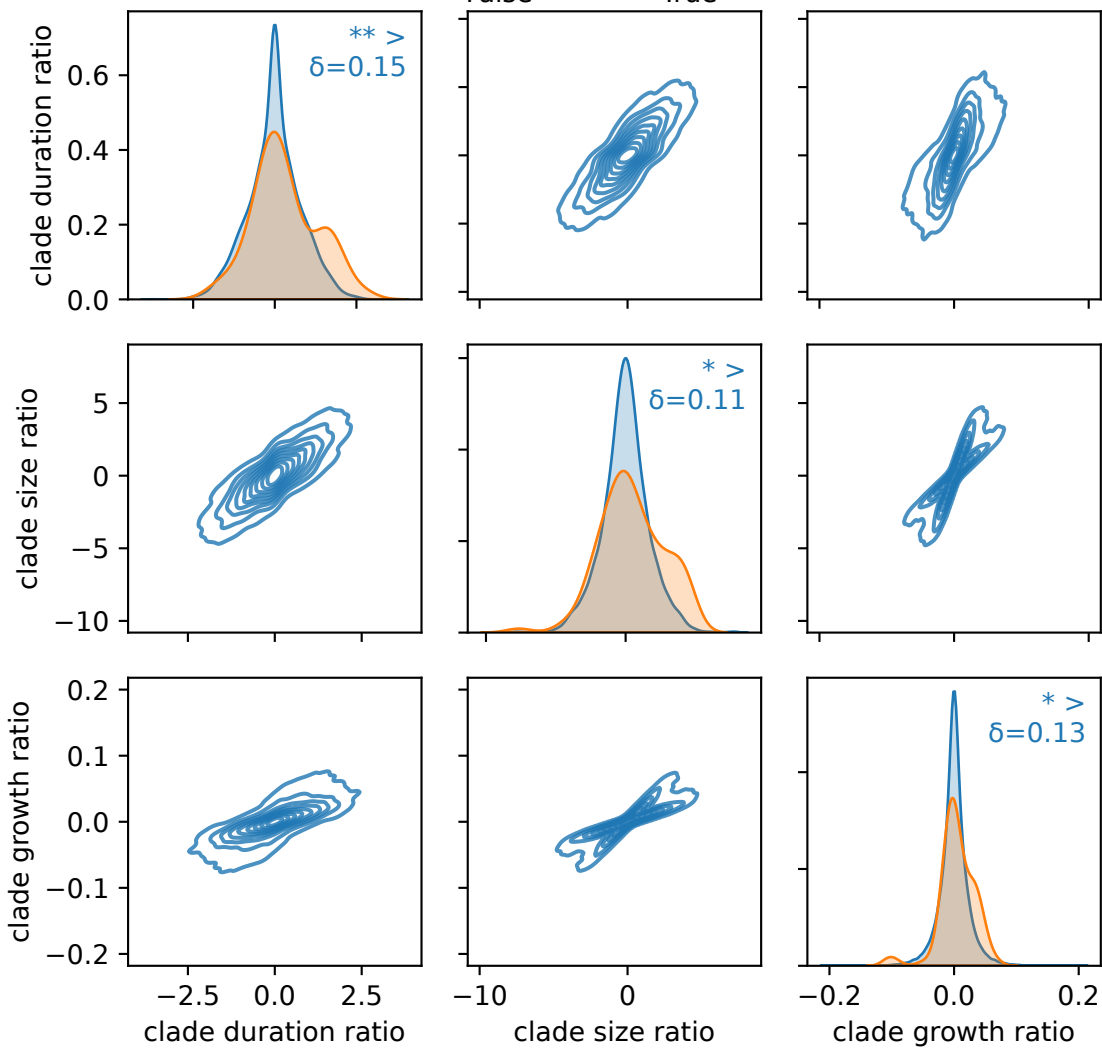 False True
clade duration ratio
0.6
0.4
0.2
0.0
** >
δ=0.15
clade size ratio
5
0
−5
−10
* >
δ=0.11
clade growth ratio
0.2
0.1
0.0
−0.1
−0.2
* >
δ=0.13
−2.5 0.0 2.5
−10 0
−0.2 0.0 0.2
clade duration ratio
clade size ratio
clade growth ratio